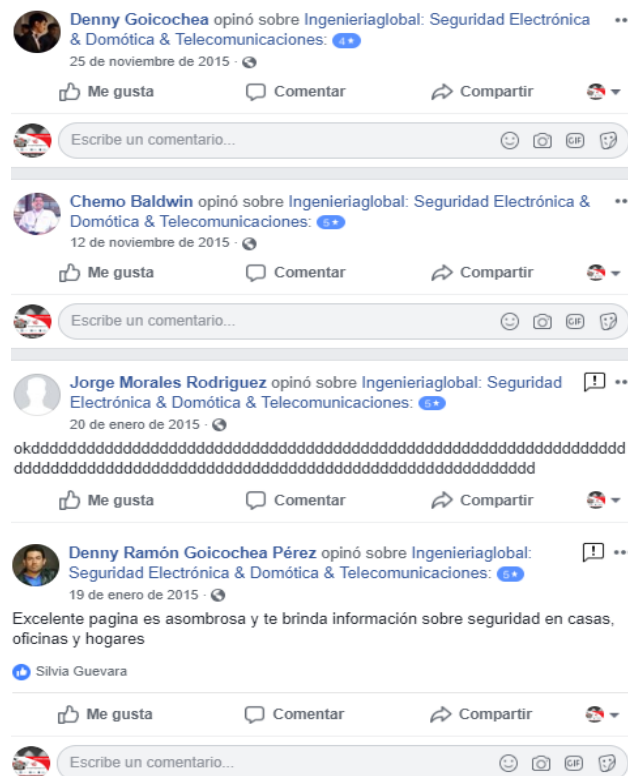 Denny Goicochea opinó sobre Ingenieriaglobal: Seguridad Electrónica
& Domótica & Telecomunicaciones: 4★
25 de noviembre de 2015 ·
Me gusta Comentar Compartir
Escribe un comentario... GIF
Chemo Baldwin opinó sobre Ingenieriaglobal: Seguridad Electrónica &
Domótica & Telecomunicaciones: 5★
12 de noviembre de 2015 ·
Me gusta Comentar Compartir
Escribe un comentario... GIF
Jorge Morales Rodriguez opinó sobre Ingenieriaglobal: Seguridad
Electrónica & Domótica & Telecomunicaciones: 5★
20 de enero de 2015 ·
okdddddddddddddddddddddddddddddddddddddddddddddddddddddddddddddddd
ddddddddddddddddddddddddddddddddddddddddddddddddddddddddd
Me gusta Comentar Compartir
Denny Ramón Goicochea Pérez opinó sobre Ingenieriaglobal:
Seguridad Electrónica & Domótica & Telecomunicaciones: 5★
19 de enero de 2015 ·
Excelente pagina es asombrosa y te brinda información sobre seguridad en casas,
oficinas y hogares
Silvia Guevara
Me gusta Comentar Compartir
Escribe un comentario... GIF